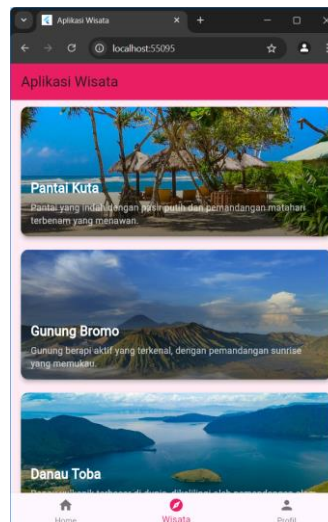 Aplikasi Wisata
localhost:55095
Aplikasi Wisata
Pantai Kuta
Pantai yang indah dengan pasir putih dan pemandangan matahari
terbenam yang menawan.
Gunung Bromo
Gunung berapi aktif yang terkenal, dengan pemandangan sunrise
yang memukau.
Danau Toba
Home
Wisata
Profil